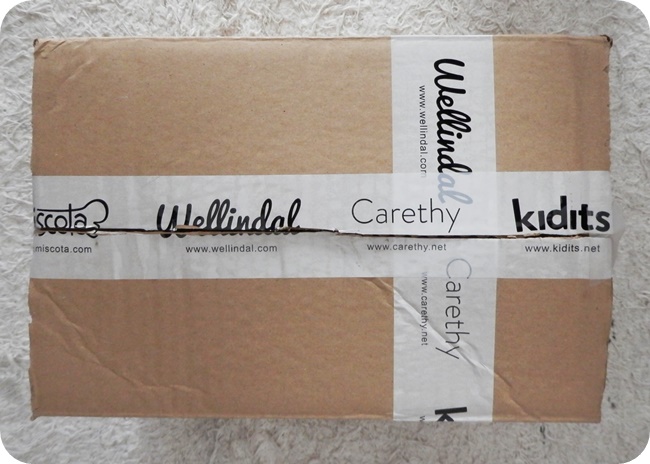 Wellindal
www.wellindal.com
iscota
miscota.com
Wellindal
www.wellindal.com
Carethy
www.carethy.net
kidits
www.kidits.net
Carethy
www.carethy.net
k